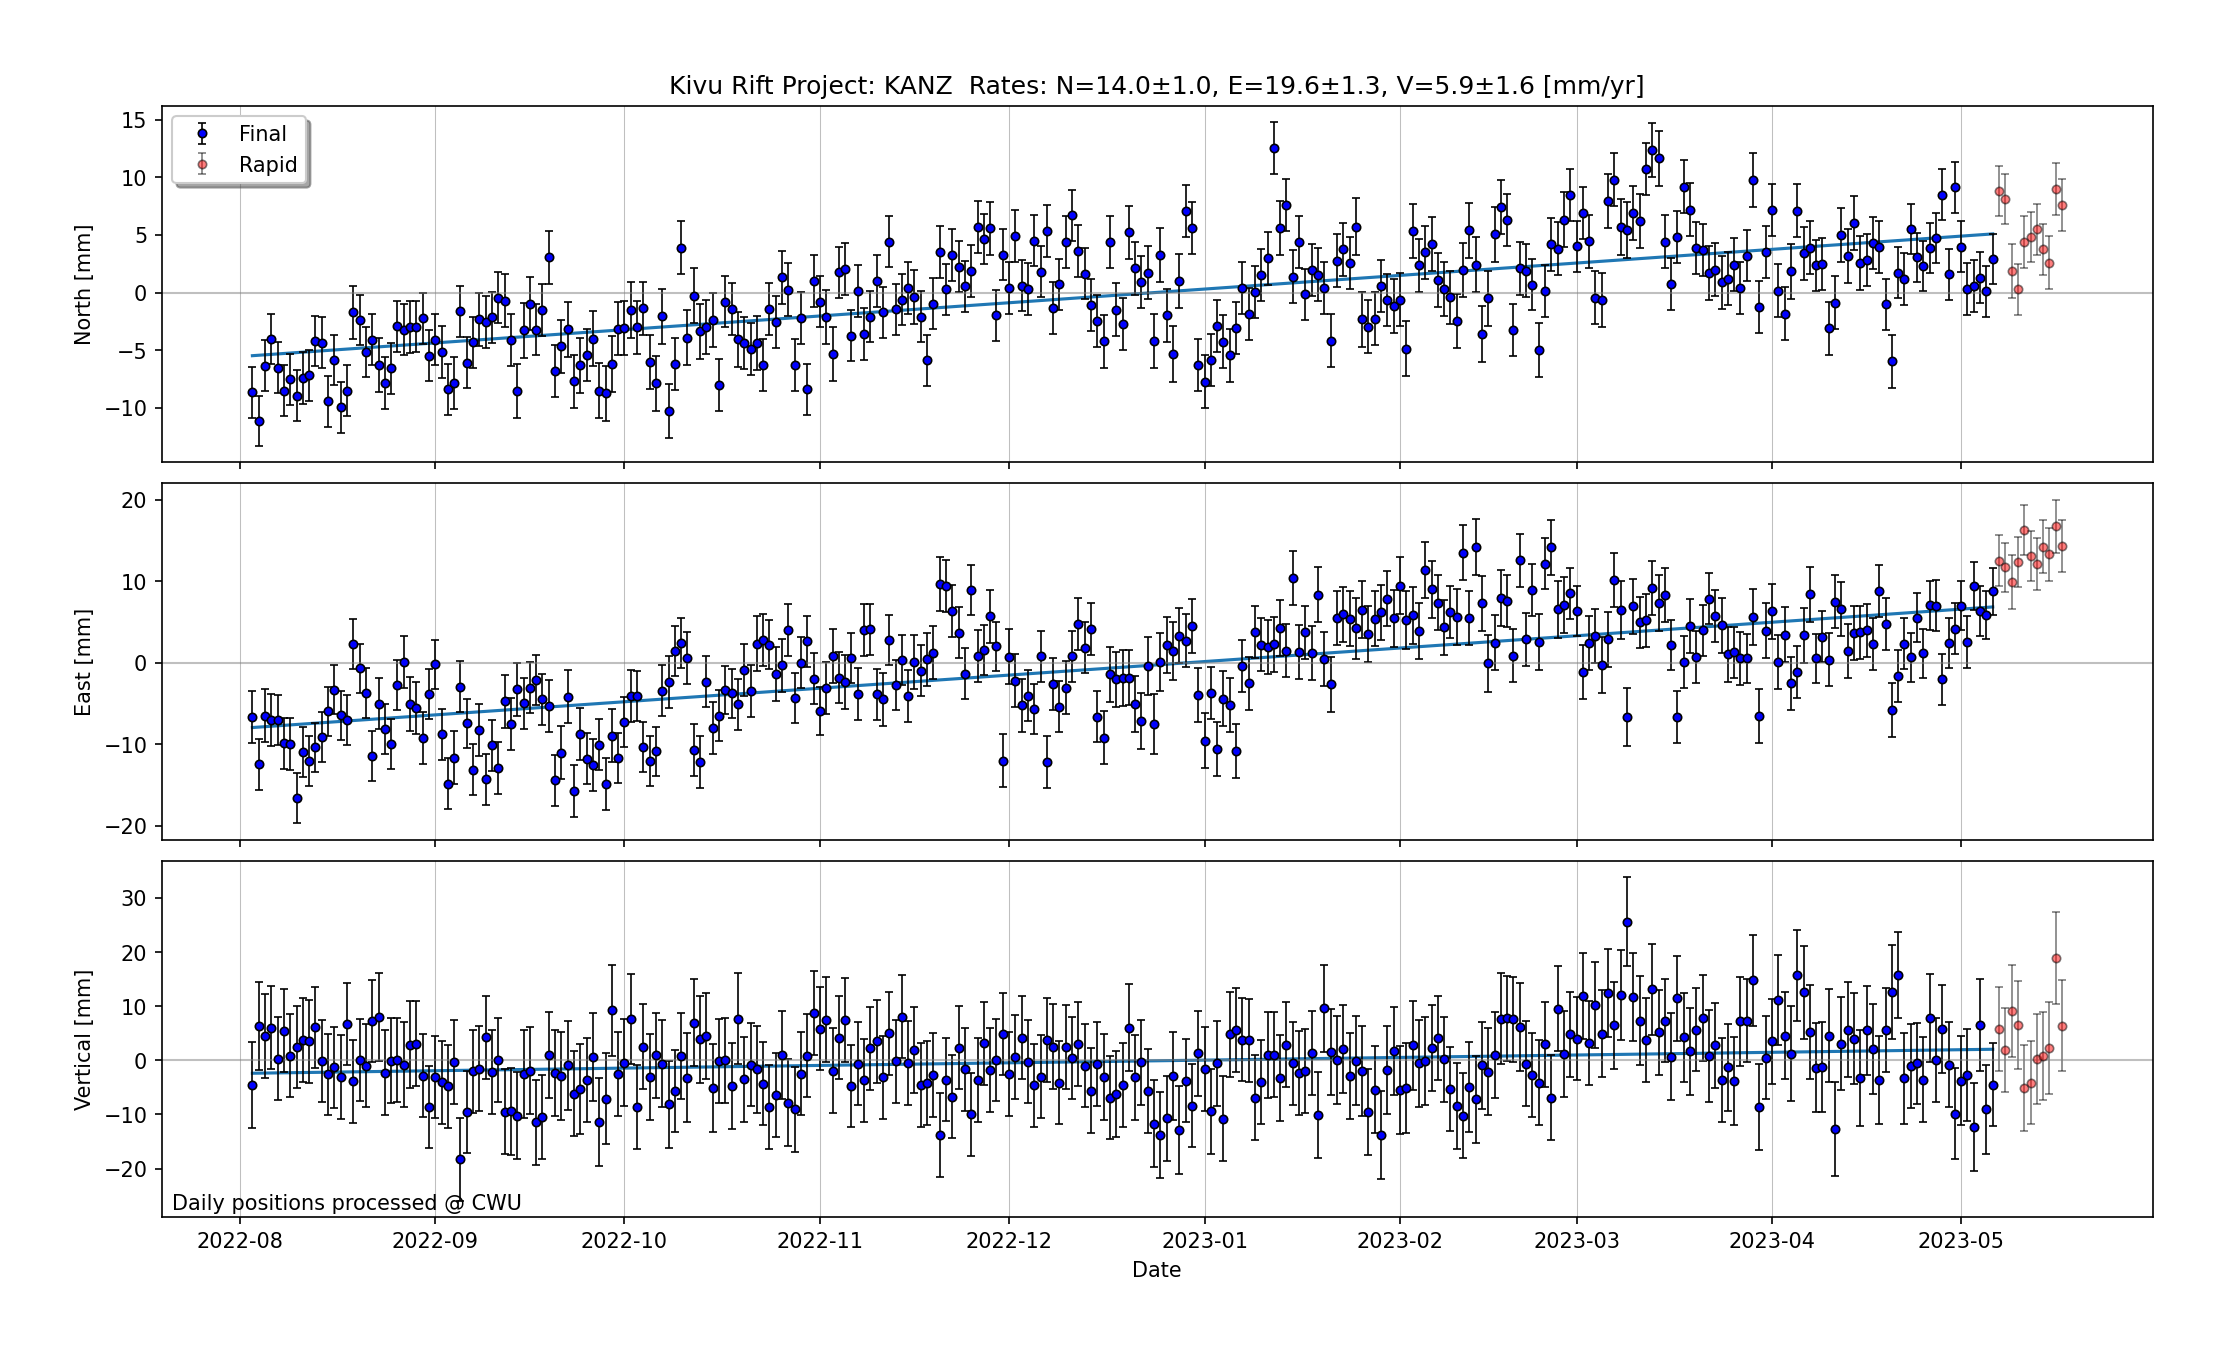 Kivu Rift Project: KANZ  Rates: N=14.0±1.0, E=19.6±1.3, V=5.9±1.6 [mm/yr]
Final
Rapid
15
10
5
0
−5
−10
North [mm]
20
10
0
−10
−20
East [mm]
30
20
10
0
−10
−20
Vertical [mm]
Daily positions processed @ CWU
2022-08 2022-09 2022-10 2022-11 2022-12 2023-01 2023-02 2023-03 2023-04 2023-05
Date